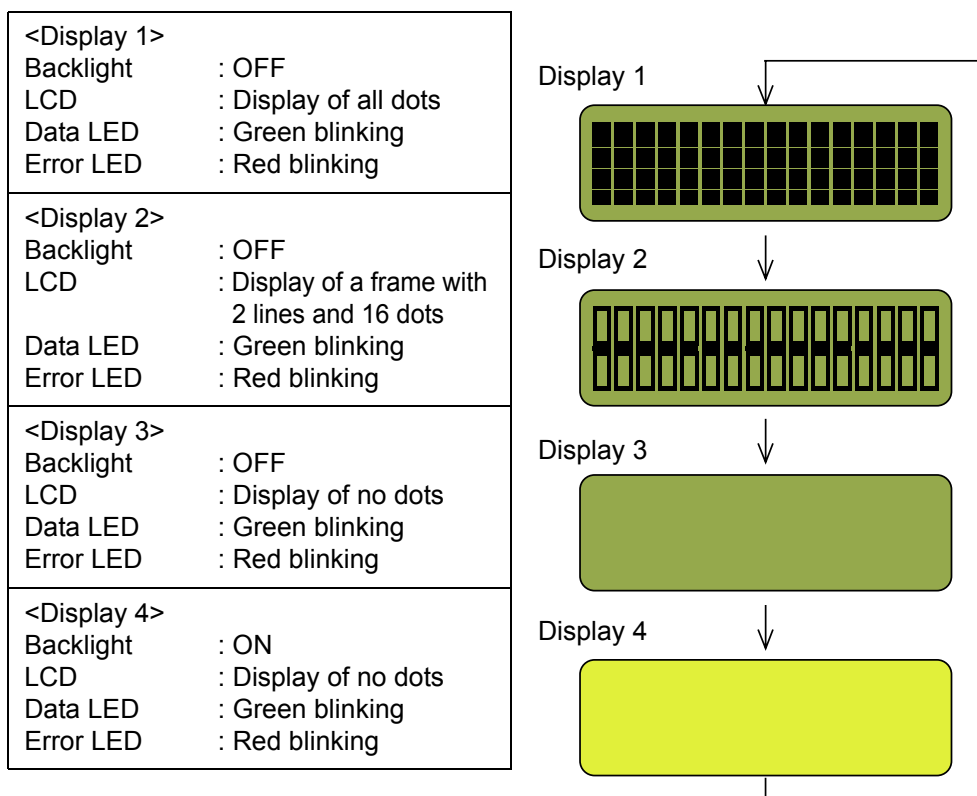 <Display 1>
Backlight : OFF
LCD : Display of all dots
Data LED : Green blinking
Error LED : Red blinking
<Display 2>
Backlight : OFF
LCD : Display of a frame with
2 lines and 16 dots
Data LED : Green blinking
Error LED : Red blinking
<Display 3>
Backlight : OFF
LCD : Display of no dots
Data LED : Green blinking
Error LED : Red blinking
<Display 4>
Backlight : ON
LCD : Display of no dots
Data LED : Green blinking
Error LED : Red blinking
Display 1
Display 2
Display 3
Display 4